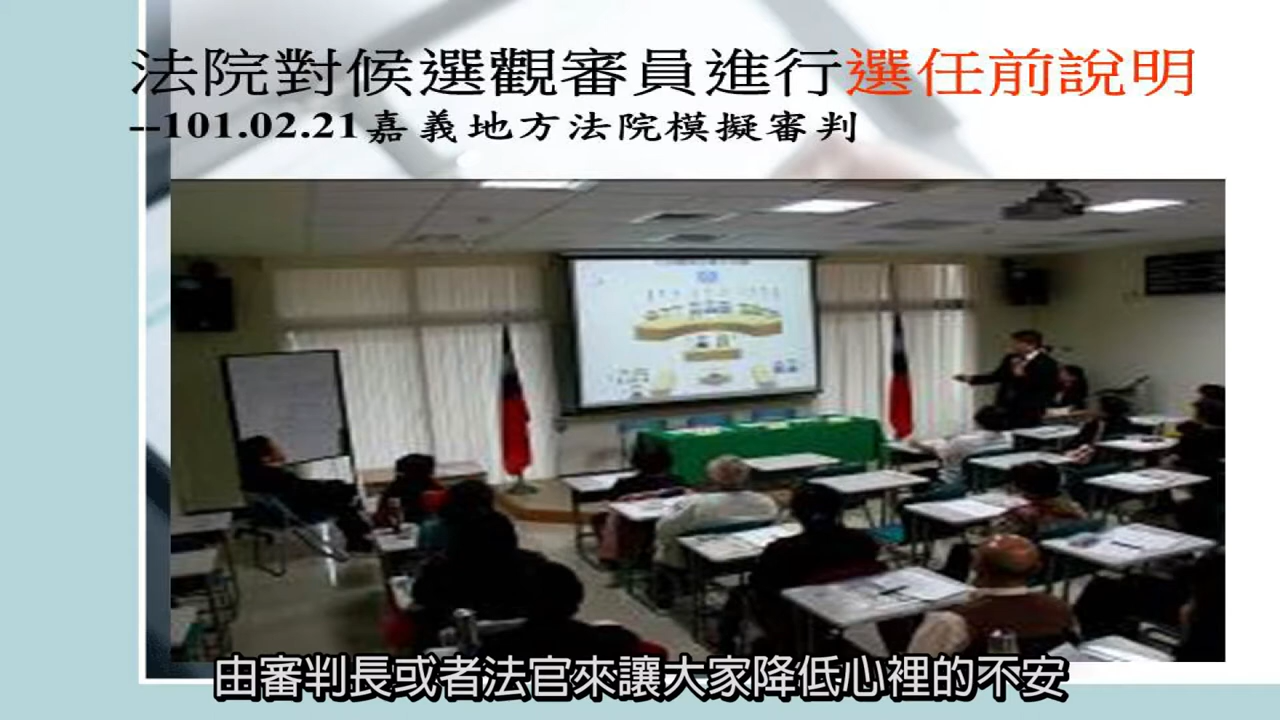 法院對候選觀審員進行選任前說明
--101.02.21嘉義地方法院模擬審判
由審判長或者法官來讓大家降低心裡的不安